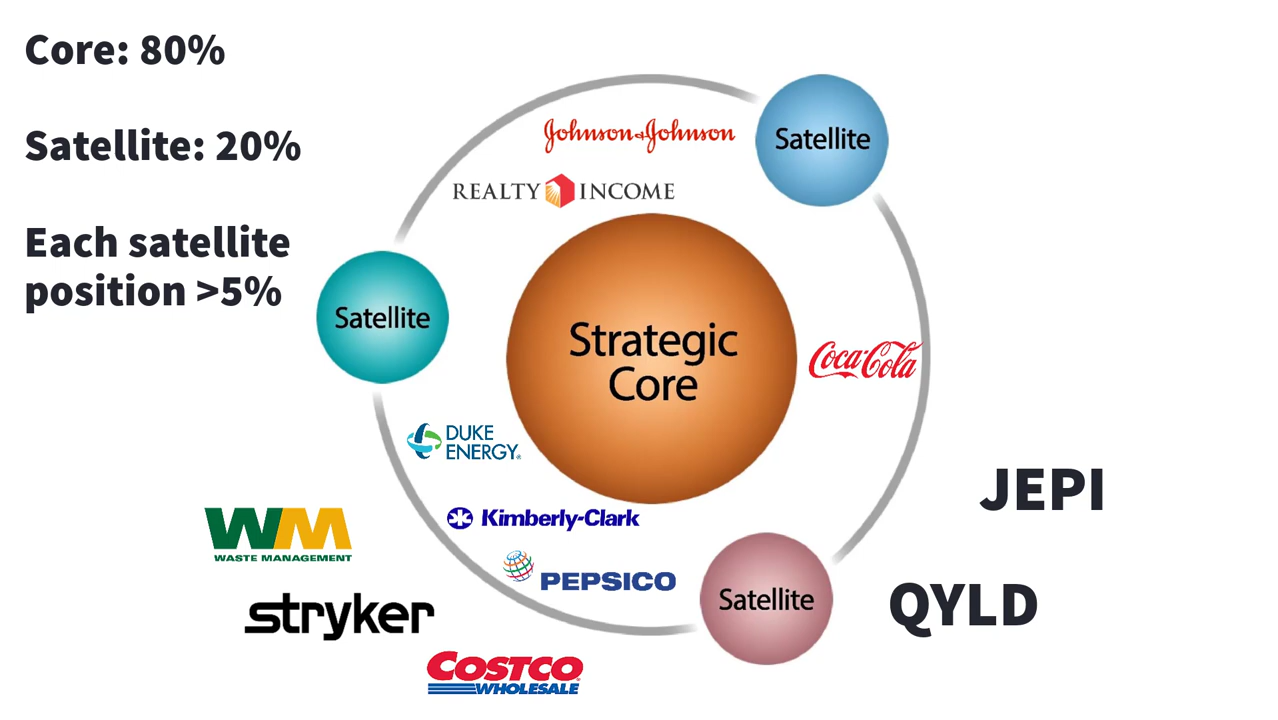 Core: 80%
Satellite: 20%
Each satellite
position >5%
Johnson & Johnson
REALTY INCOME
Satellite
Satellite
Strategic
Core
Coca-Cola
DUKE
ENERGY®
Kimberly-Clark
PEPSICO
Satellite
WM
WASTE MANAGEMENT
stryker
COSTCO
WHOLESALE
JEPI
QYLD